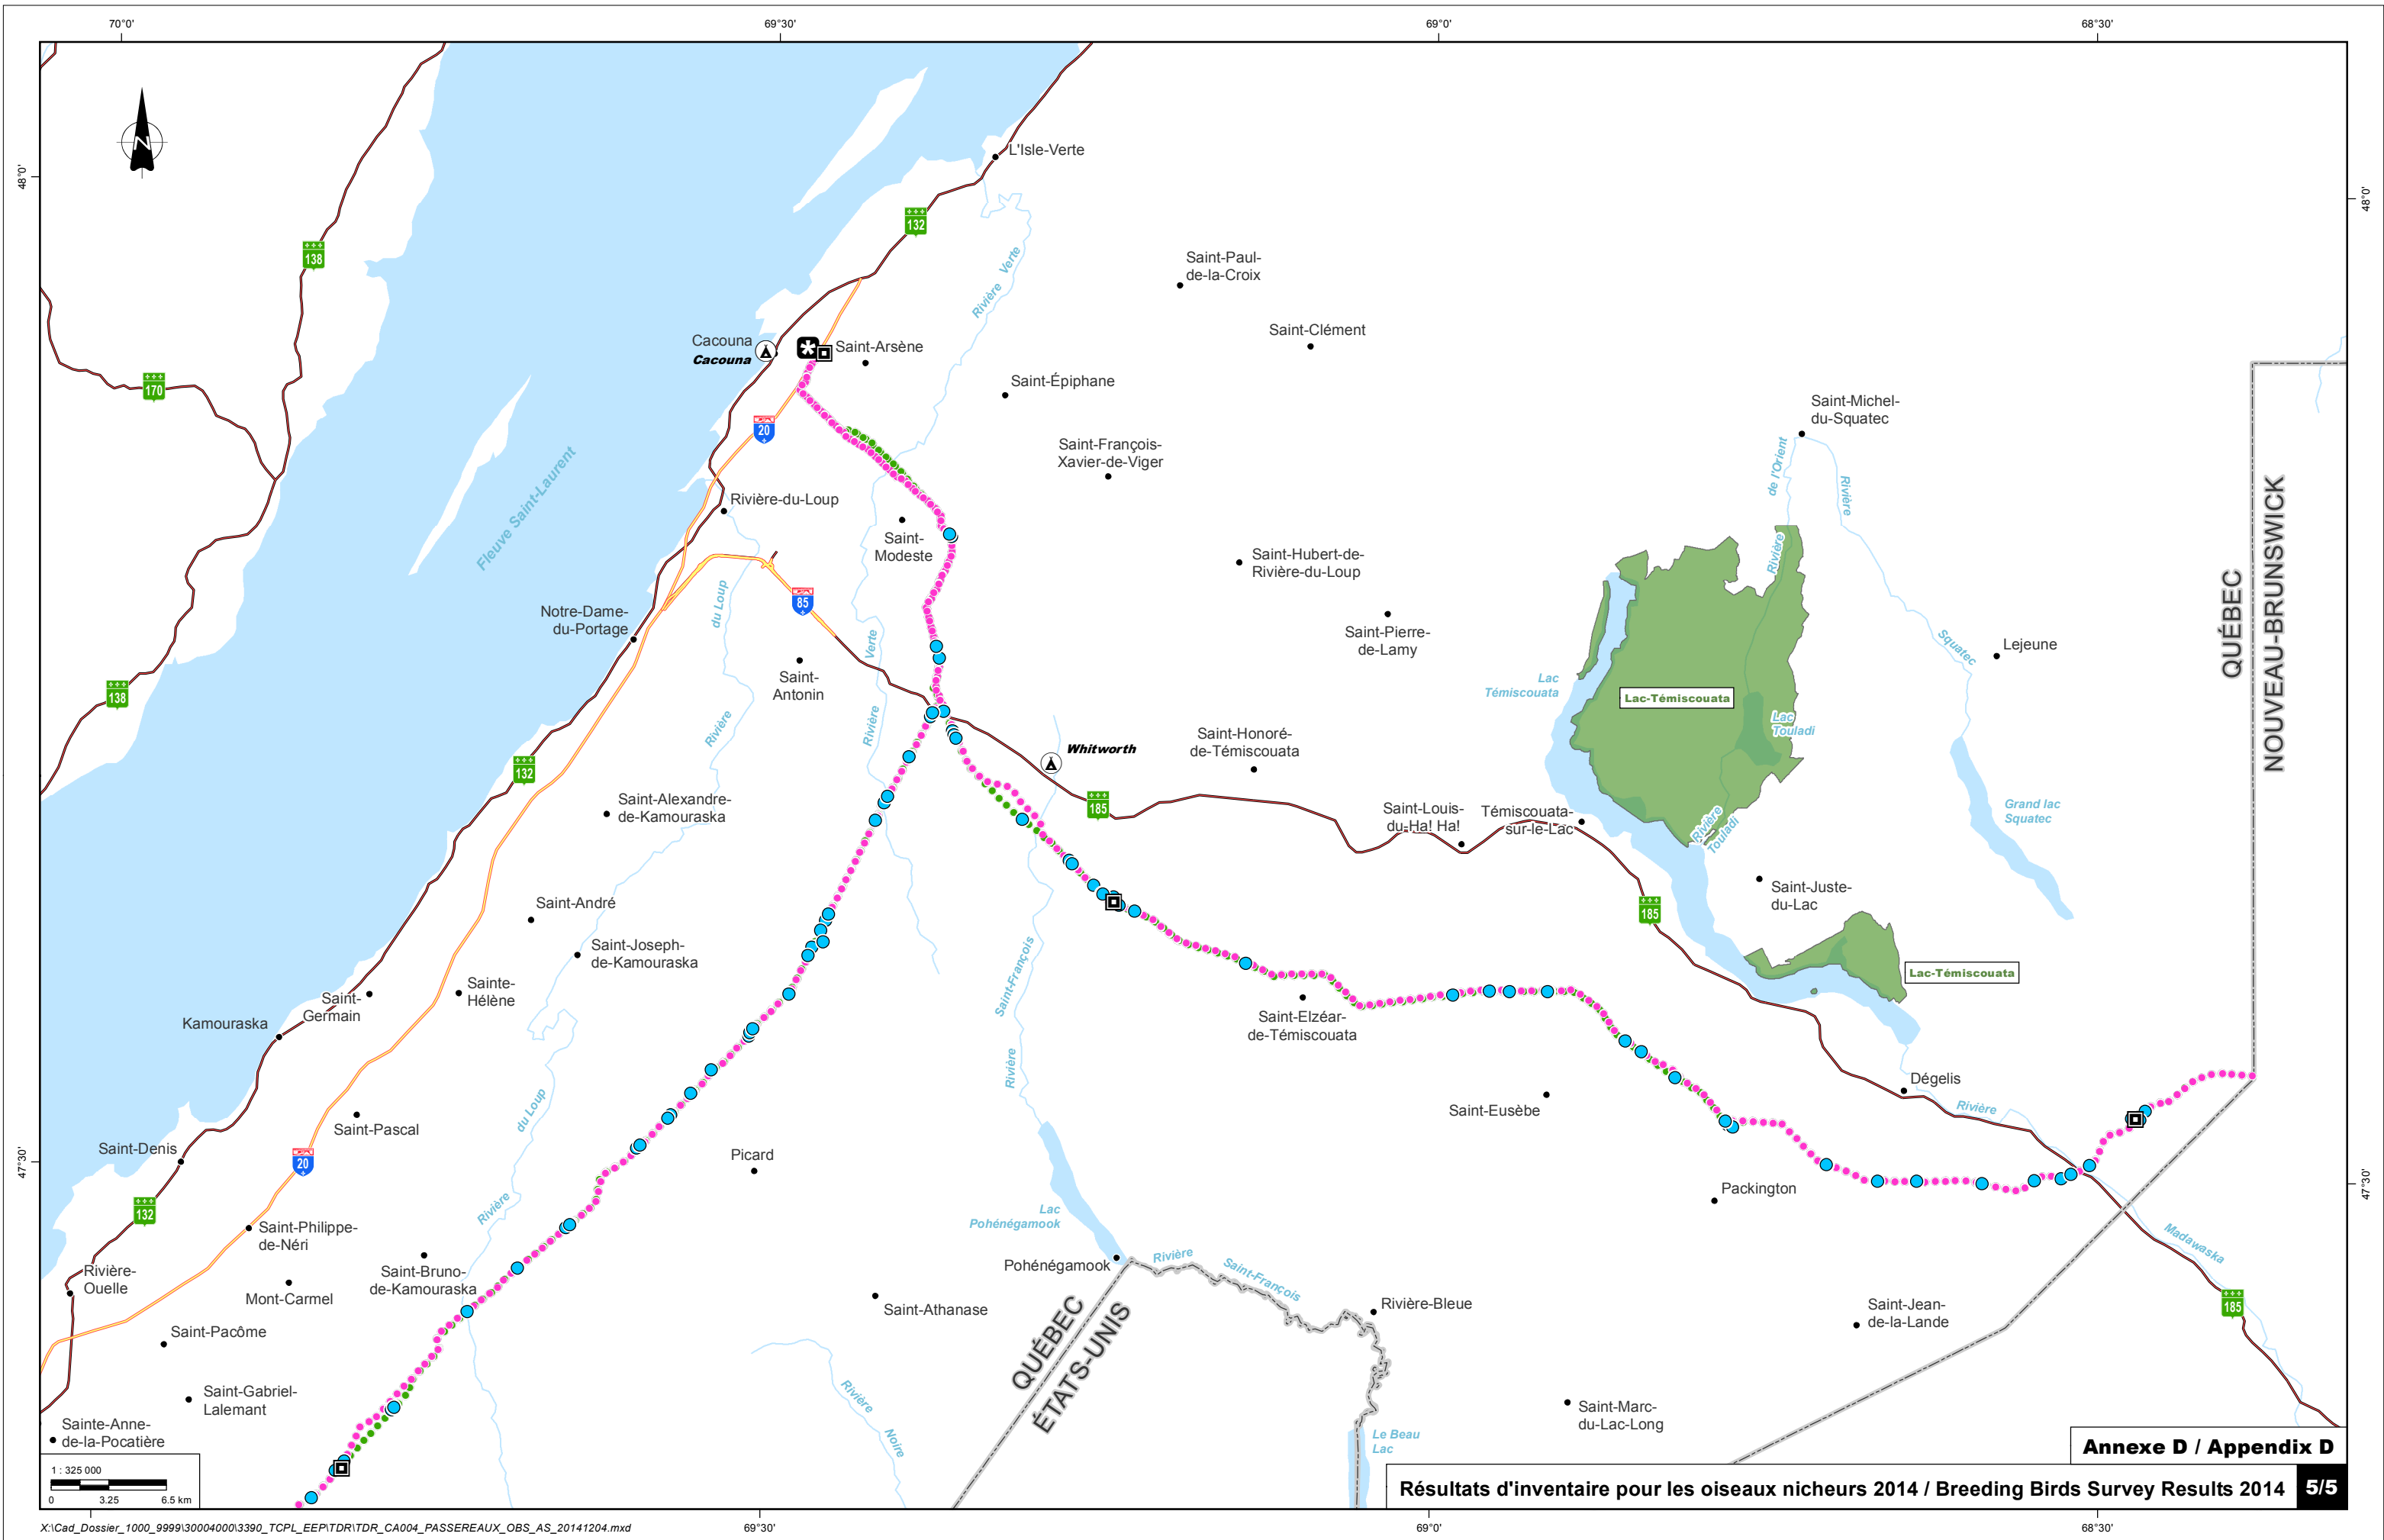 70°0'
69°30'
69°0'
68°30'
48°0'
48°0'
N
L'Isle-Verte
132
138
Rivière Verte
Saint-Paul-
de-la-Croix
Saint-Clément
Cacouna
Cacouna
Saint-Arsène
170
Saint-Épiphane
Saint-Michel-
du-Squatec
20
Saint-François-
Xavier-de-Viger
Rivière de l'Orient
Rivière
Fleuve Saint-Laurent
Rivière-du-Loup
Saint-
Modeste
Saint-Hubert-de-
Rivière-du-Loup
QUÉBEC
NOUVEAU-BRUNSWICK
85
Notre-Dame-
du-Portage
du Loup
Verte
Saint-Pierre-
de-Lamy
Squatec
Lejeune
138
Saint-
Antonin
Lac
Témiscouata
Lac-Témiscouata
Rivière
Rivière
Lac
Touladi
Whitworth
Saint-Honoré-
de-Témiscouata
132
185
Saint-Alexandre-
de-Kamouraska
Saint-Louis-
du-Ha! Ha!
Témiscouata-
sur-le-Lac
Rivière
Touladi
Grand lac
Squatec
Saint-André
Saint-Juste-
du-Lac
185
Saint-Joseph-
de-Kamouraska
Saint-François
Lac-Témiscouata
Sainte-
Hélène
Saint-
Germain
Kamouraska
Saint-Elzéar-
de-Témiscouata
Rivière
Dégelis
Saint-Eusèbe
Rivière
du Loup
Saint-Pascal
Saint-Denis
20
Picard
47°30'
47°30'
132
Rivière
Packington
Saint-Philippe-
de-Néri
Lac
Pohénégamook
Madawaska
Rivière-
Ouelle
Saint-Bruno-
de-Kamouraska
Pohénégamook
Rivière
Saint-François
Mont-Carmel
Saint-Athanase
Rivière-Bleue
185
Saint-Jean-
de-la-Lande
Saint-Pacôme
QUÉBEC
ÉTATS-UNIS
Saint-Gabriel-
Lalemant
Rivière
Noire
Saint-Marc-
du-Lac-Long
Sainte-Anne-
de-la-Pocatière
Le Beau
Lac
Annexe D / Appendix D
1 : 325 000
0 3.25 6.5 km
Résultats d'inventaire pour les oiseaux nicheurs 2014 / Breeding Birds Survey Results 2014 5/5
X:\Cad_Dossier_1000_9999\30004000\3390_TCPL_EEP\TDR\TDR_CA004_PASSEREAUX_OBS_AS_20141204.mxd
69°30'
69°0'
68°30'